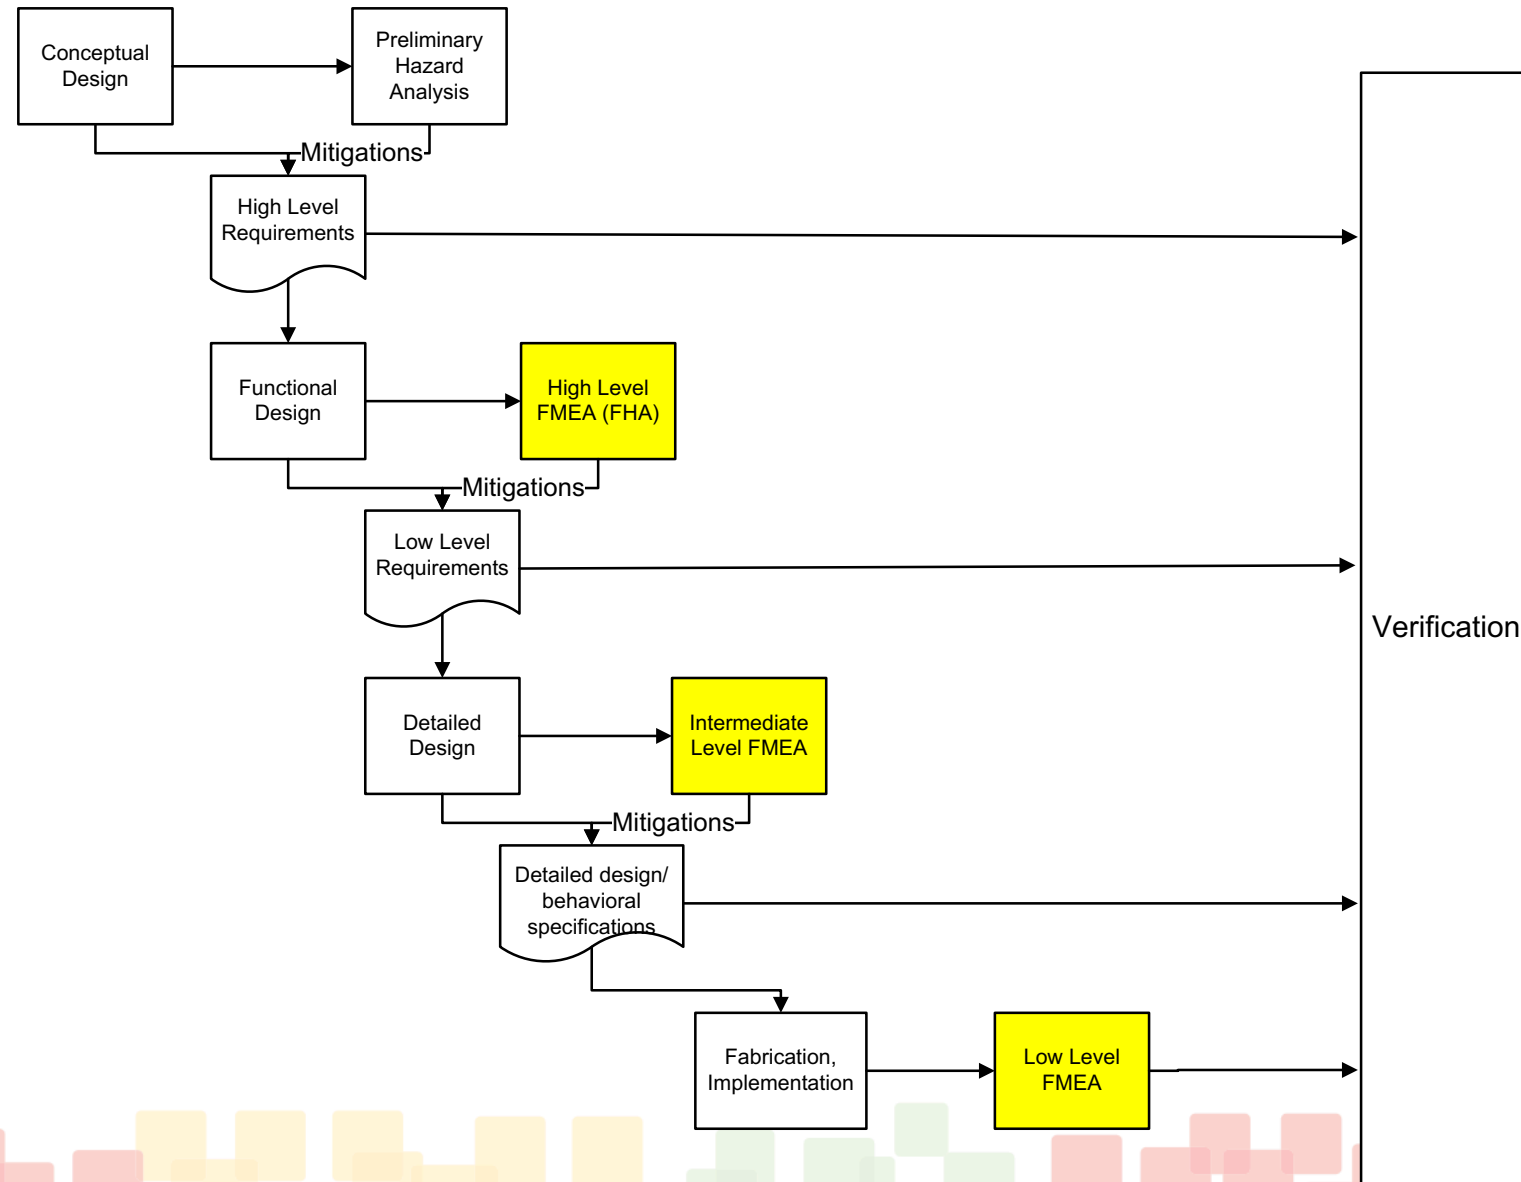 Conceptual
Design
Preliminary
Hazard
Analysis
Mitigations
High Level
Requirements
Functional
Design
High Level
FMEA (FHA)
Mitigations
Low Level
Requirements
Verification
Detailed
Design
Intermediate
Level FMEA
Mitigations
Detailed design/
behavioral
specifications
Fabrication,
Implementation
Low Level
FMEA